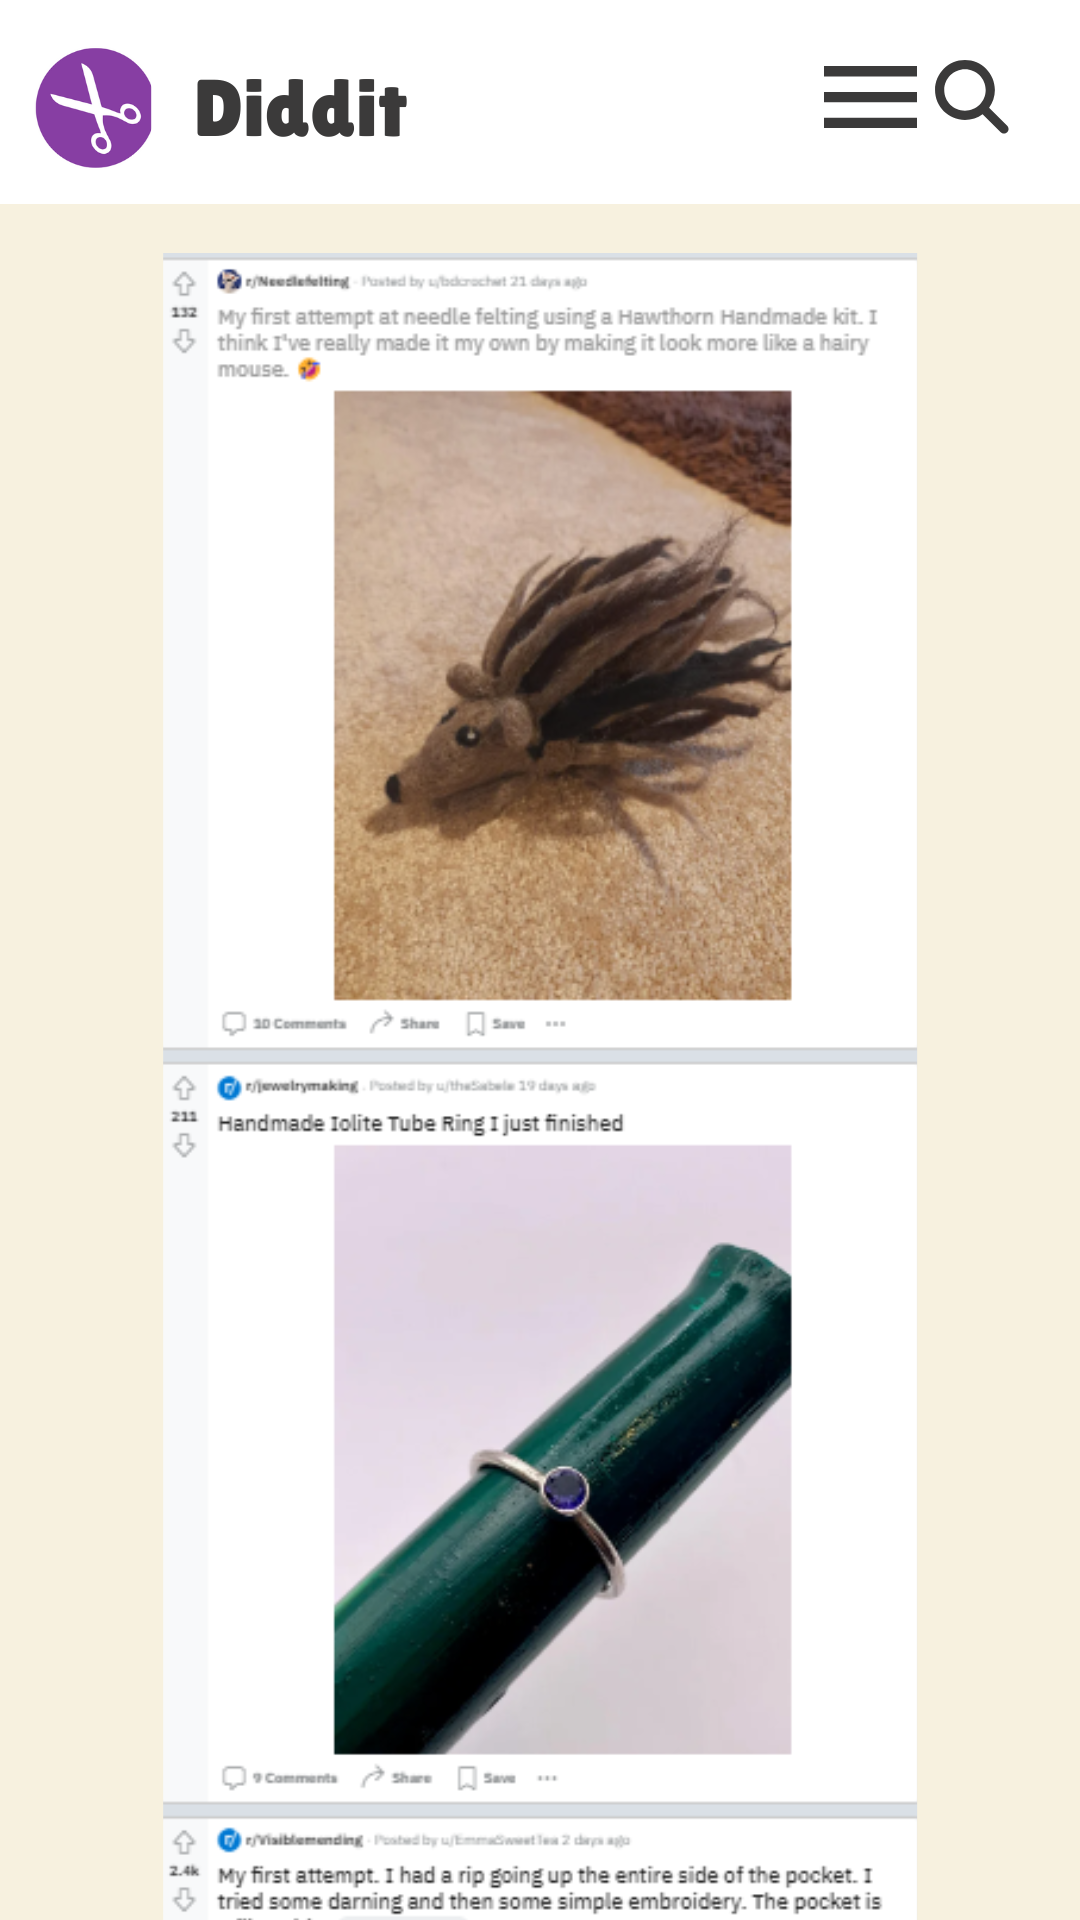 Diddit
r/Needlefelting · Posted by u/bdcrochet 21 days ago
132
My first attempt at needle felting using a Hawthorn Handmade kit. I
think I've really made it my own by making it look more like a hairy
mouse. 🤣
10 Comments Share Save ...
r/jewelrymaking · Posted by u/theSabele 19 days ago
211
Handmade Iolite Tube Ring I just finished
9 Comments Share Save ...
r/Visiblemending · Posted by u/EmmaSweetTea 2 days ago
2.4k
My first attempt. I had a rip going up the entire side of the pocket. I
tried some darning and then some simple embroidery. The pocket is